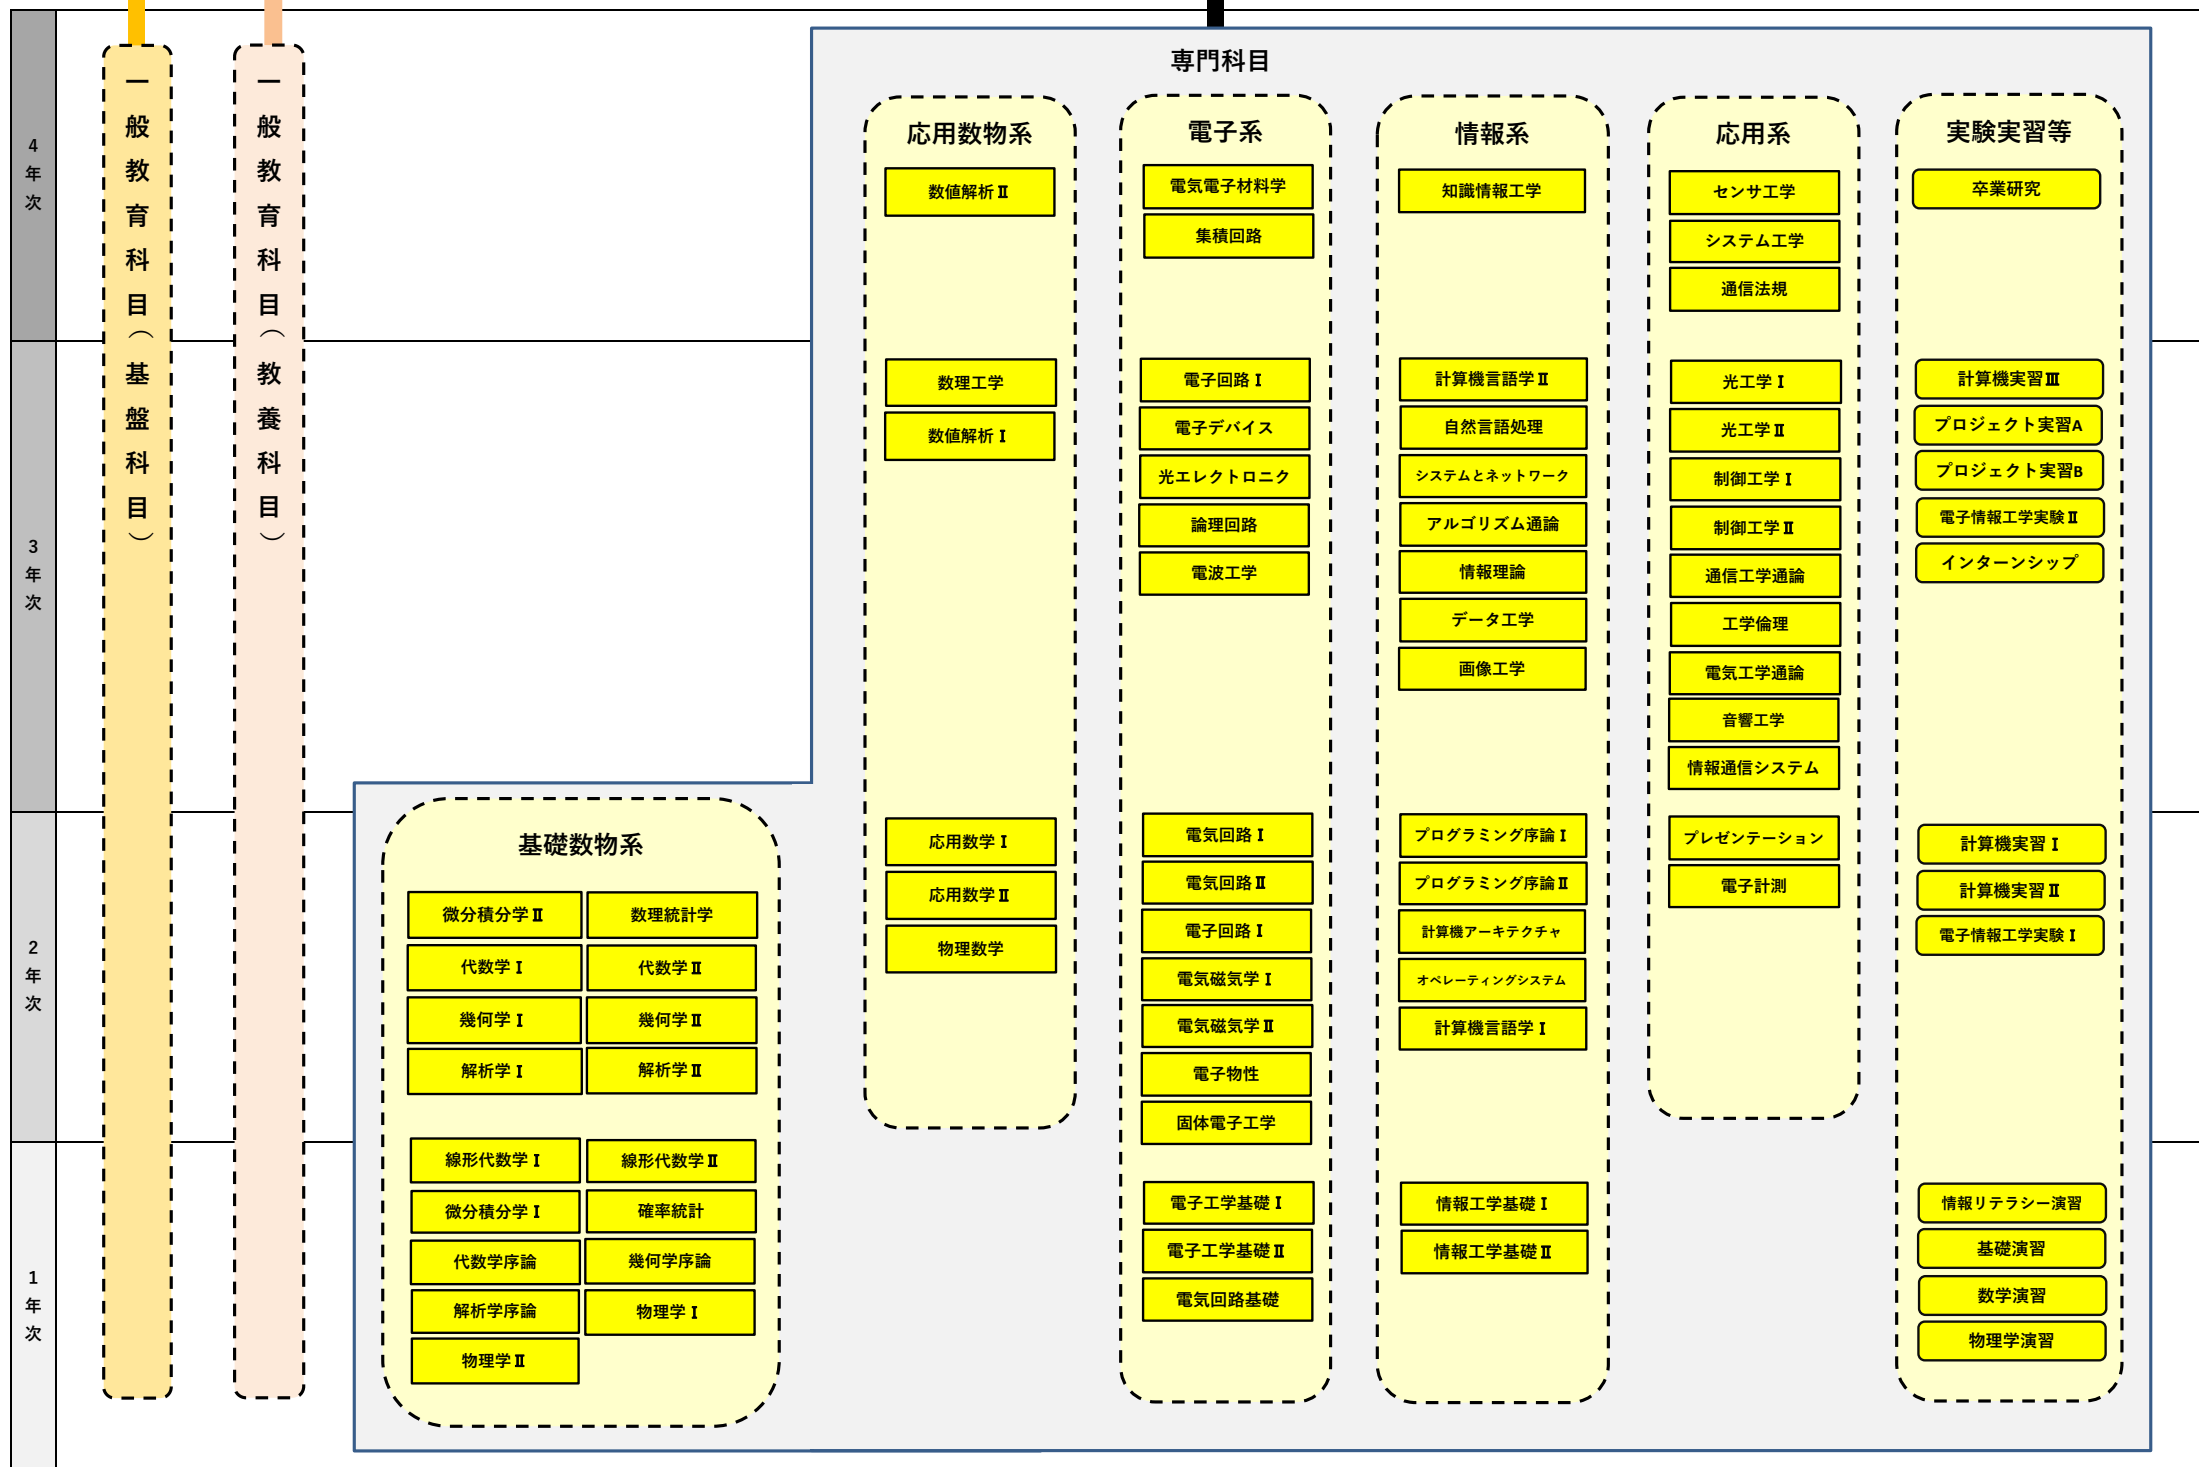 専門科目
4年次
3年次
2年次
1年次
一般教育科目（基盤科目）
一般教育科目（教養科目）
基礎数物系
微分積分学Ⅱ
数理統計学
代数学Ⅰ
代数学Ⅱ
幾何学Ⅰ
幾何学Ⅱ
解析学Ⅰ
解析学Ⅱ
線形代数学Ⅰ
線形代数学Ⅱ
微分積分学Ⅰ
確率統計
代数学序論
幾何学序論
解析学序論
物理学Ⅰ
物理学Ⅱ
応用数物系
数値解析Ⅱ
数理工学
数値解析Ⅰ
応用数学Ⅰ
応用数学Ⅱ
物理数学
電子系
電気電子材料学
集積回路
電子回路Ⅰ
電子デバイス
光エレクトロニク
論理回路
電波工学
電気回路Ⅰ
電気回路Ⅱ
電子回路Ⅰ
電気磁気学Ⅰ
電気磁気学Ⅱ
電子物性
固体電子工学
電子工学基礎Ⅰ
電子工学基礎Ⅱ
電気回路基礎
情報系
知識情報工学
計算機言語学Ⅱ
自然言語処理
システムとネットワーク
アルゴリズム通論
情報理論
データ工学
画像工学
プログラミング序論Ⅰ
プログラミング序論Ⅱ
計算機アーキテクチャ
オペレーティングシステム
計算機言語学Ⅰ
情報工学基礎Ⅰ
情報工学基礎Ⅱ
応用系
センサ工学
システム工学
通信法規
光工学Ⅰ
光工学Ⅱ
制御工学Ⅰ
制御工学Ⅱ
通信工学通論
工学倫理
電気工学通論
音響工学
情報通信システム
プレゼンテーション
電子計測
実験実習等
卒業研究
計算機実習Ⅲ
プロジェクト実習A
プロジェクト実習B
電子情報工学実験Ⅱ
インターンシップ
計算機実習Ⅰ
計算機実習Ⅱ
電子情報工学実験Ⅰ
情報リテラシー演習
基礎演習
数学演習
物理学演習